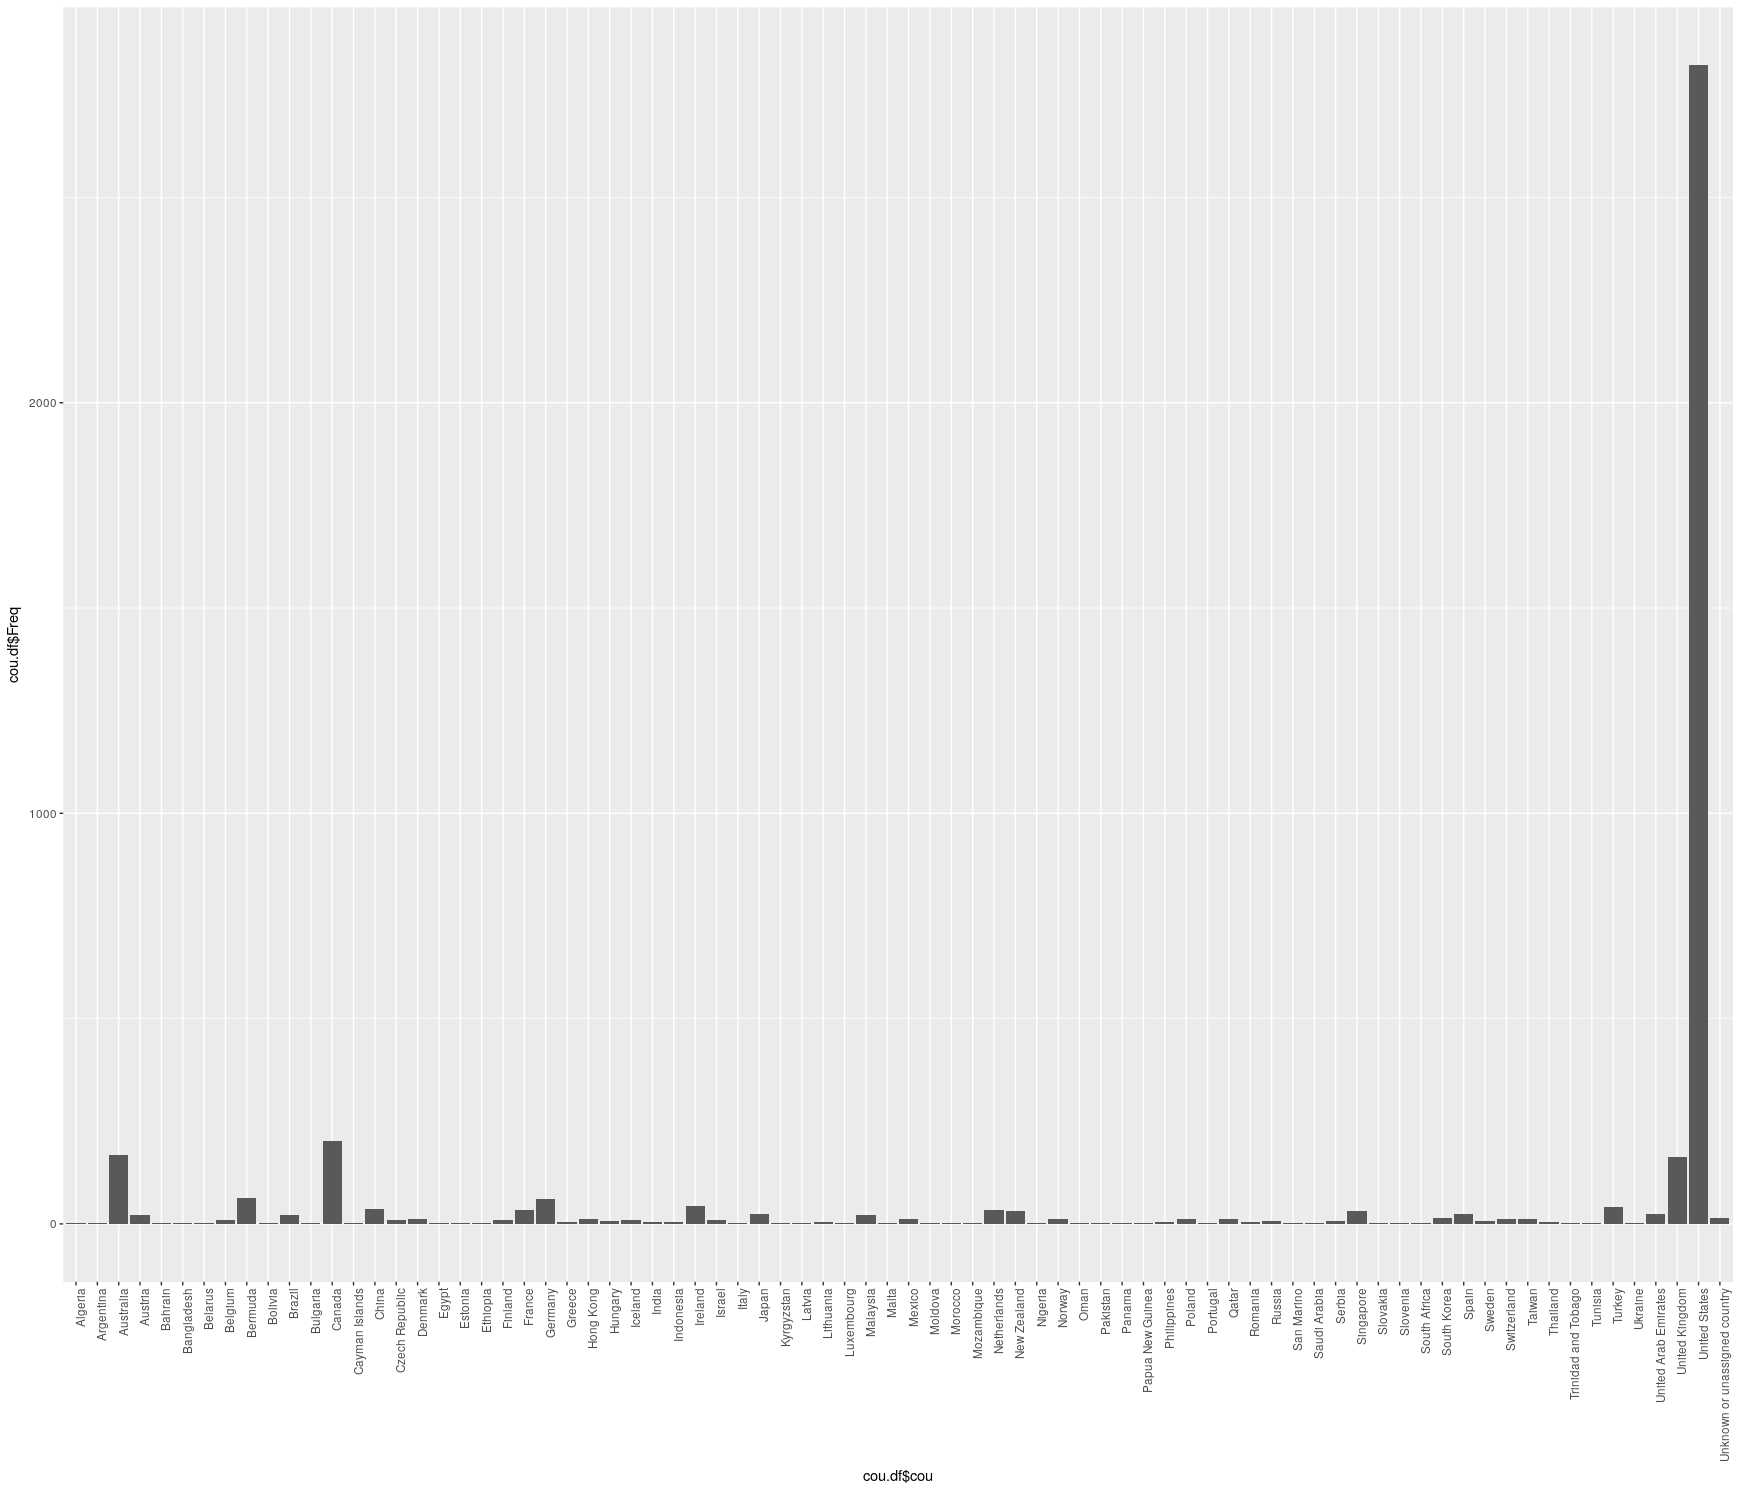 cou.df$Freq
2000
1000
0
Algeria
Argentina
Australia
Austria
Bahrain
Bangladesh
Belarus
Belgium
Bermuda
Bolivia
Brazil
Bulgaria
Canada
Cayman Islands
China
Czech Republic
Denmark
Egypt
Estonia
Ethiopia
Finland
France
Germany
Greece
Hong Kong
Hungary
Iceland
India
Indonesia
Ireland
Israel
Italy
Japan
Kyrgyzstan
Latvia
Lithuania
Luxembourg
Malaysia
Malta
Mexico
Moldova
Morocco
Mozambique
Netherlands
New Zealand
Nigeria
Norway
Oman
Pakistan
Panama
Papua New Guinea
Philippines
Poland
Portugal
Qatar
Romania
Russia
San Marino
Saudi Arabia
Serbia
Singapore
Slovakia
Slovenia
South Africa
South Korea
Spain
Sweden
Switzerland
Taiwan
Thailand
Trinidad and Tobago
Tunisia
Turkey
Ukraine
United Arab Emirates
United Kingdom
United States
Unknown or unassigned country
cou.df$cou